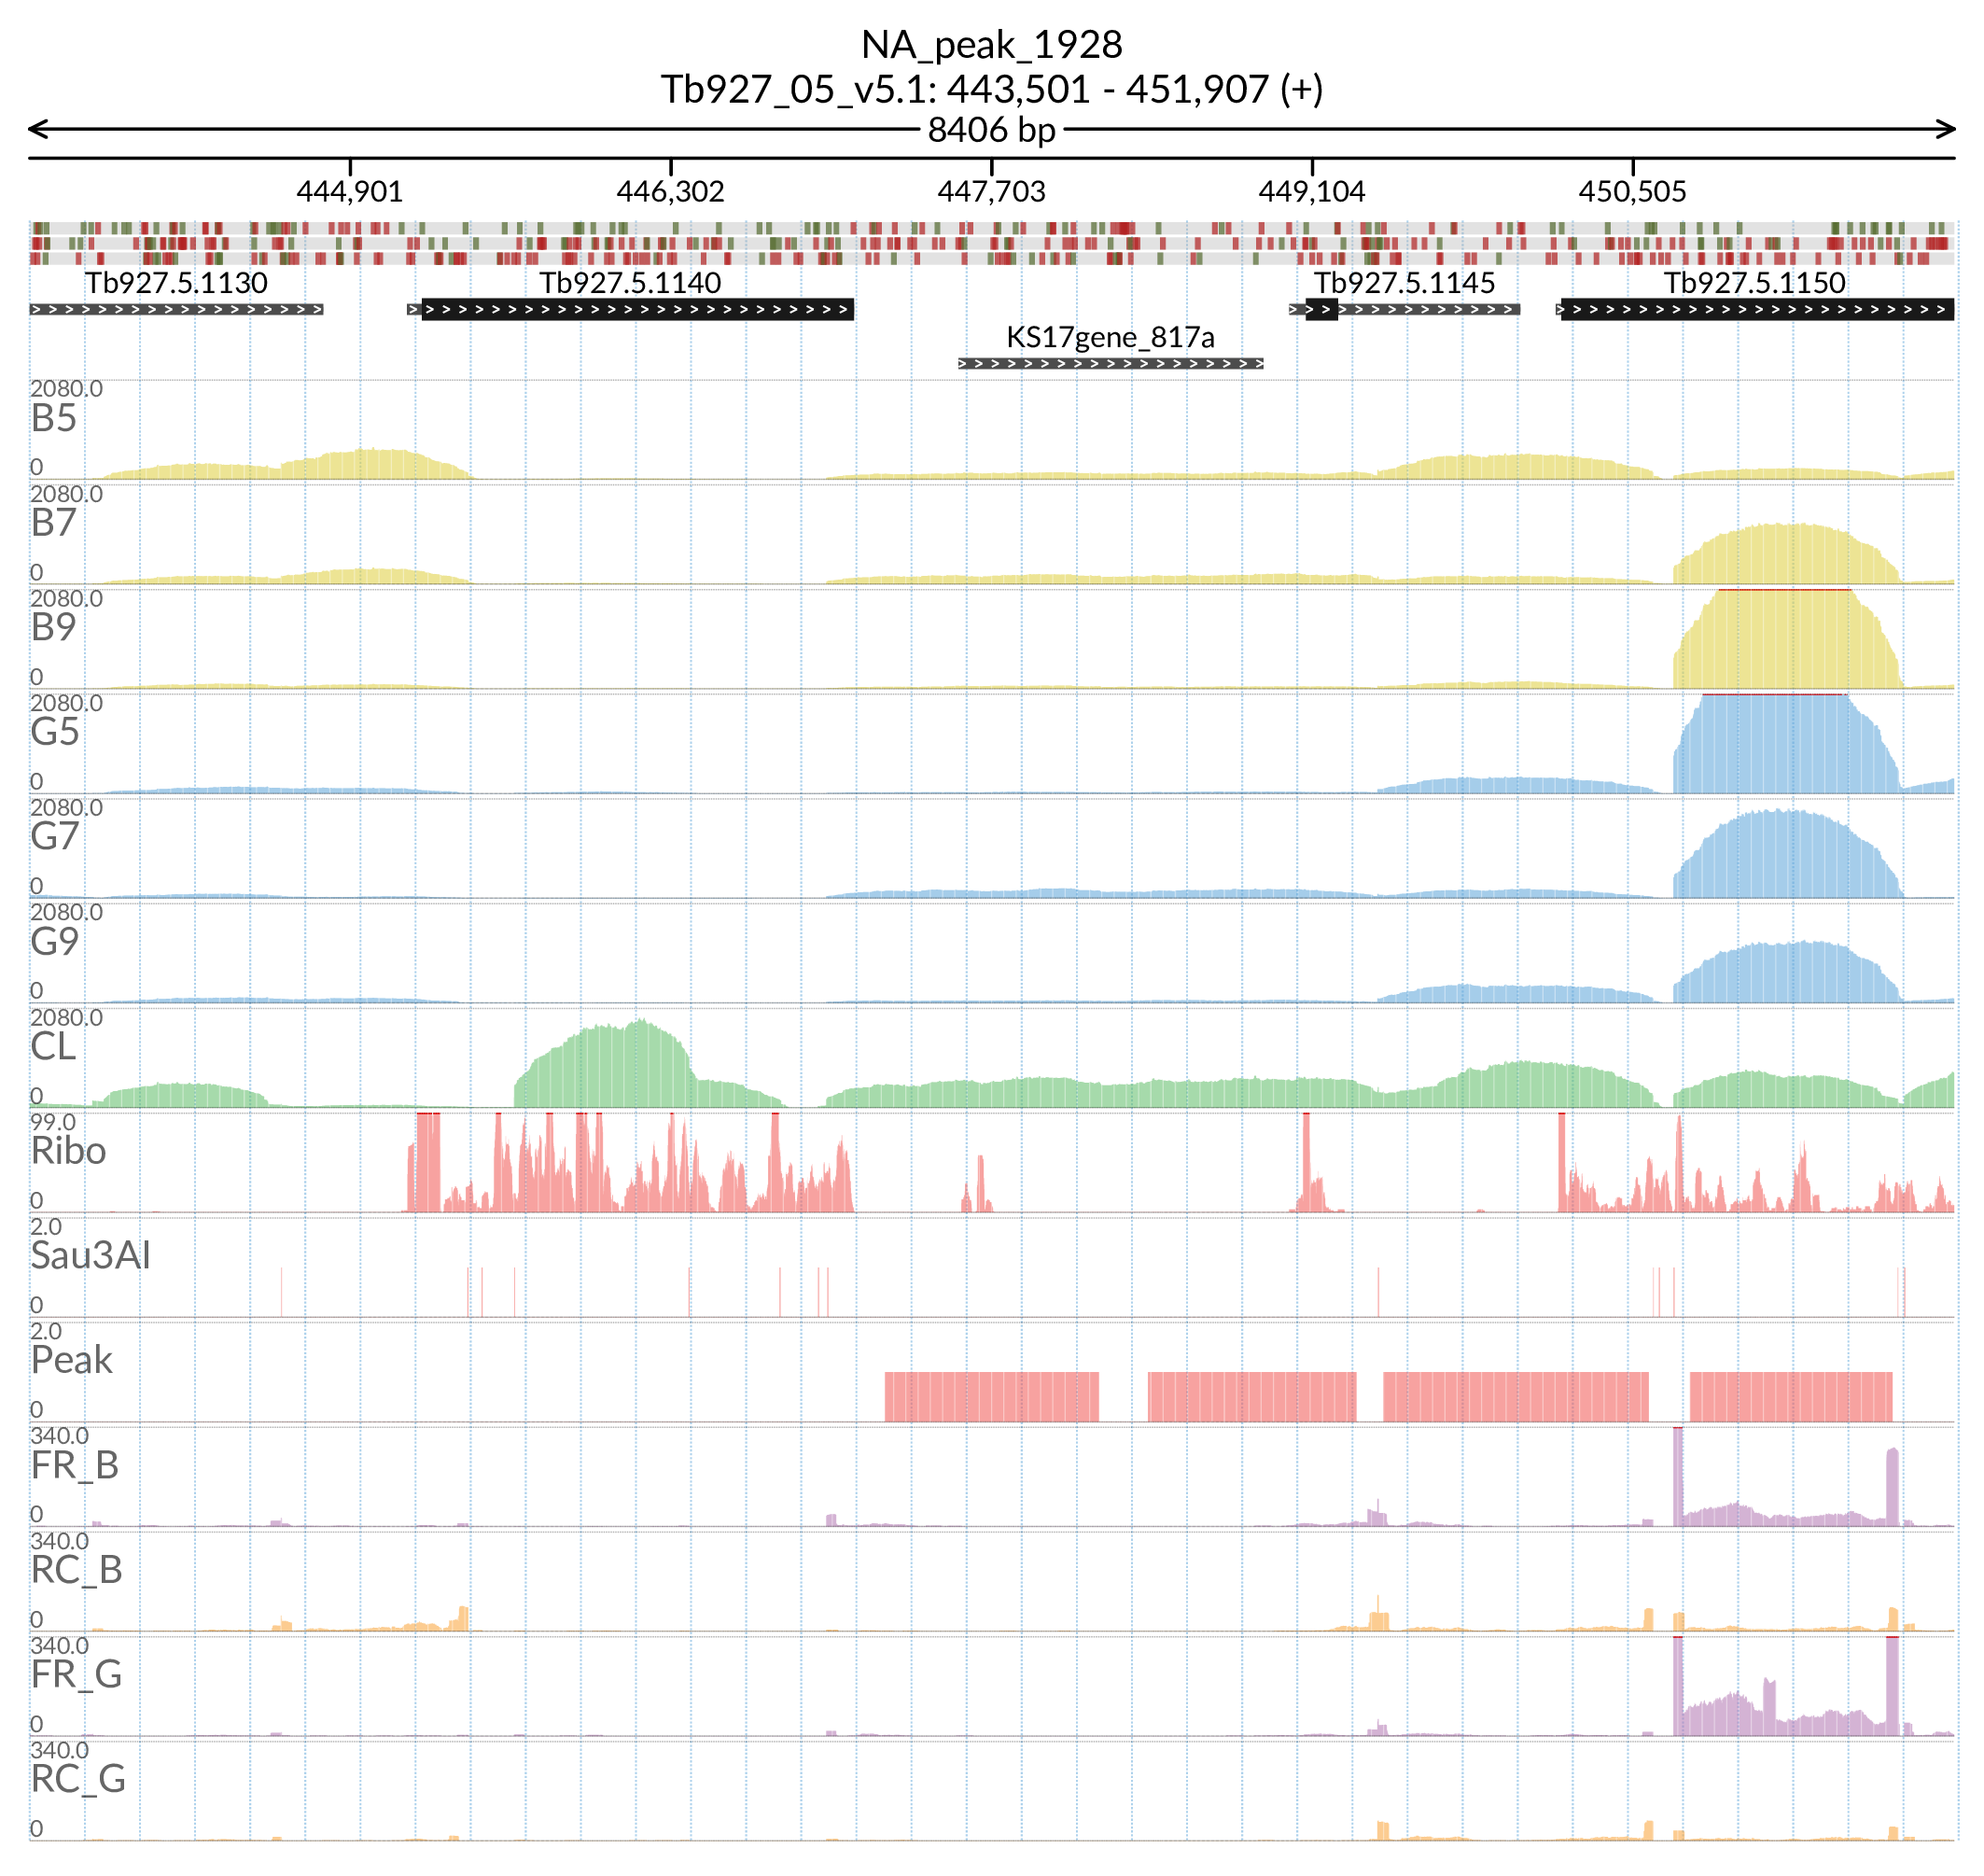 NA_peak_1928
Tb927_05_v5.1: 443,501 - 451,907 (+)
8406 bp
444,901 446,302 447,703 449,104 450,505
Tb927.5.1130 Tb927.5.1140 Tb927.5.1145 Tb927.5.1150
KS17gene_817a
2080.0
B5
0
2080.0
B7
0
2080.0
B9
0
2080.0
G5
0
2080.0
G7
0
2080.0
G9
0
2080.0
CL
0
99.0
Ribo
0
2.0
Sau3AI
0
2.0
Peak
0
340.0
FR_B
0
340.0
RC_B
0
340.0
FR_G
0
340.0
RC_G
0